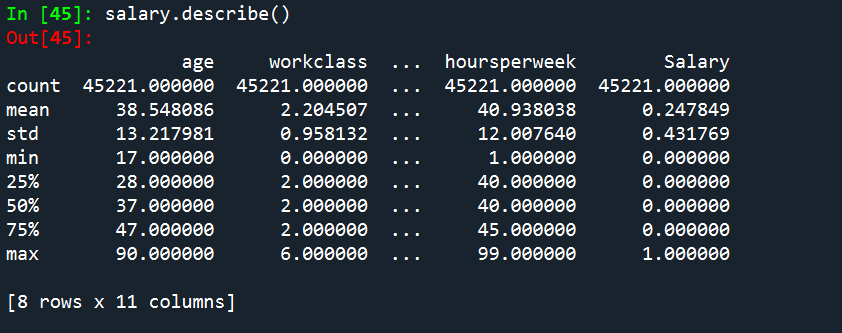 In [45]: salary.describe()
Out[45]:
age workclass ... hoursperweek Salary
count 45221.000000 45221.000000 ... 45221.000000 45221.000000
mean 38.548086 2.204507 ... 40.938038 0.247849
std 13.217981 0.958132 ... 12.007640 0.431769
min 17.000000 0.000000 ... 1.000000 0.000000
25% 28.000000 2.000000 ... 40.000000 0.000000
50% 37.000000 2.000000 ... 40.000000 0.000000
75% 47.000000 2.000000 ... 45.000000 0.000000
max 90.000000 6.000000 ... 99.000000 1.000000
[8 rows x 11 columns]